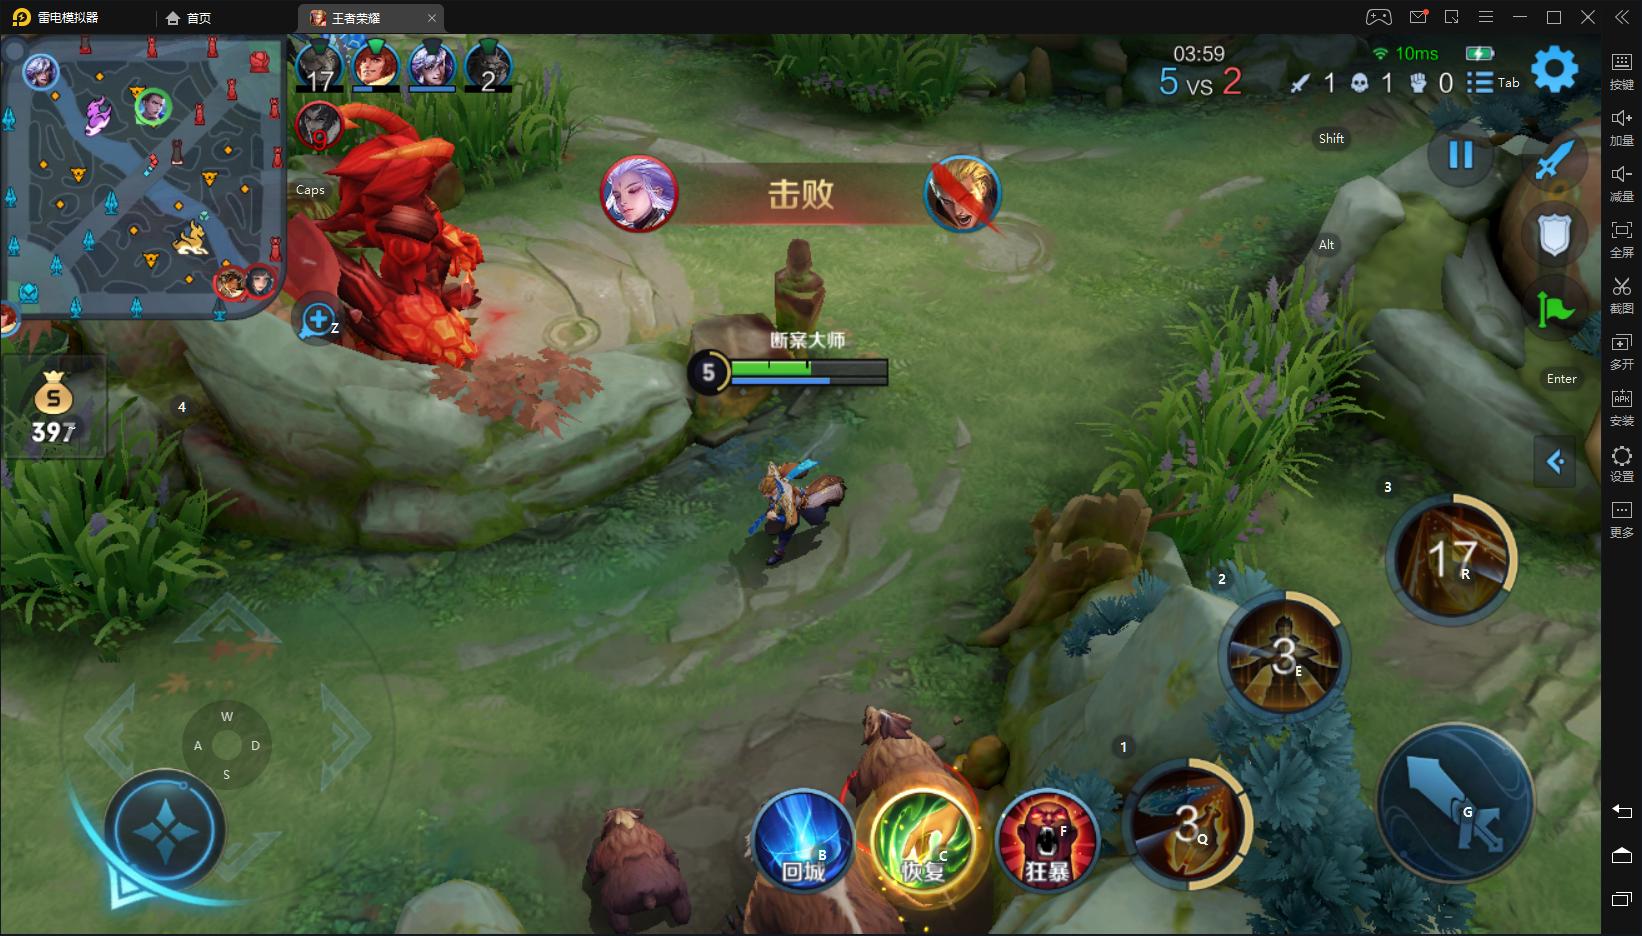 雷电模拟器
首页
王者荣耀
17
2
9
03:59
10ms
5 vs 2
1
1
0
Tab
按键
加量
减量
全屏
截图
多开
安装
设置
更多
Shift
Caps
击败
Alt
Z
断案大师
5
Enter
S
397
4
3
17
R
2
3
E
W
A
D
S
1
3
Q
G
回城
B
恢复
C
狂暴
F
APK